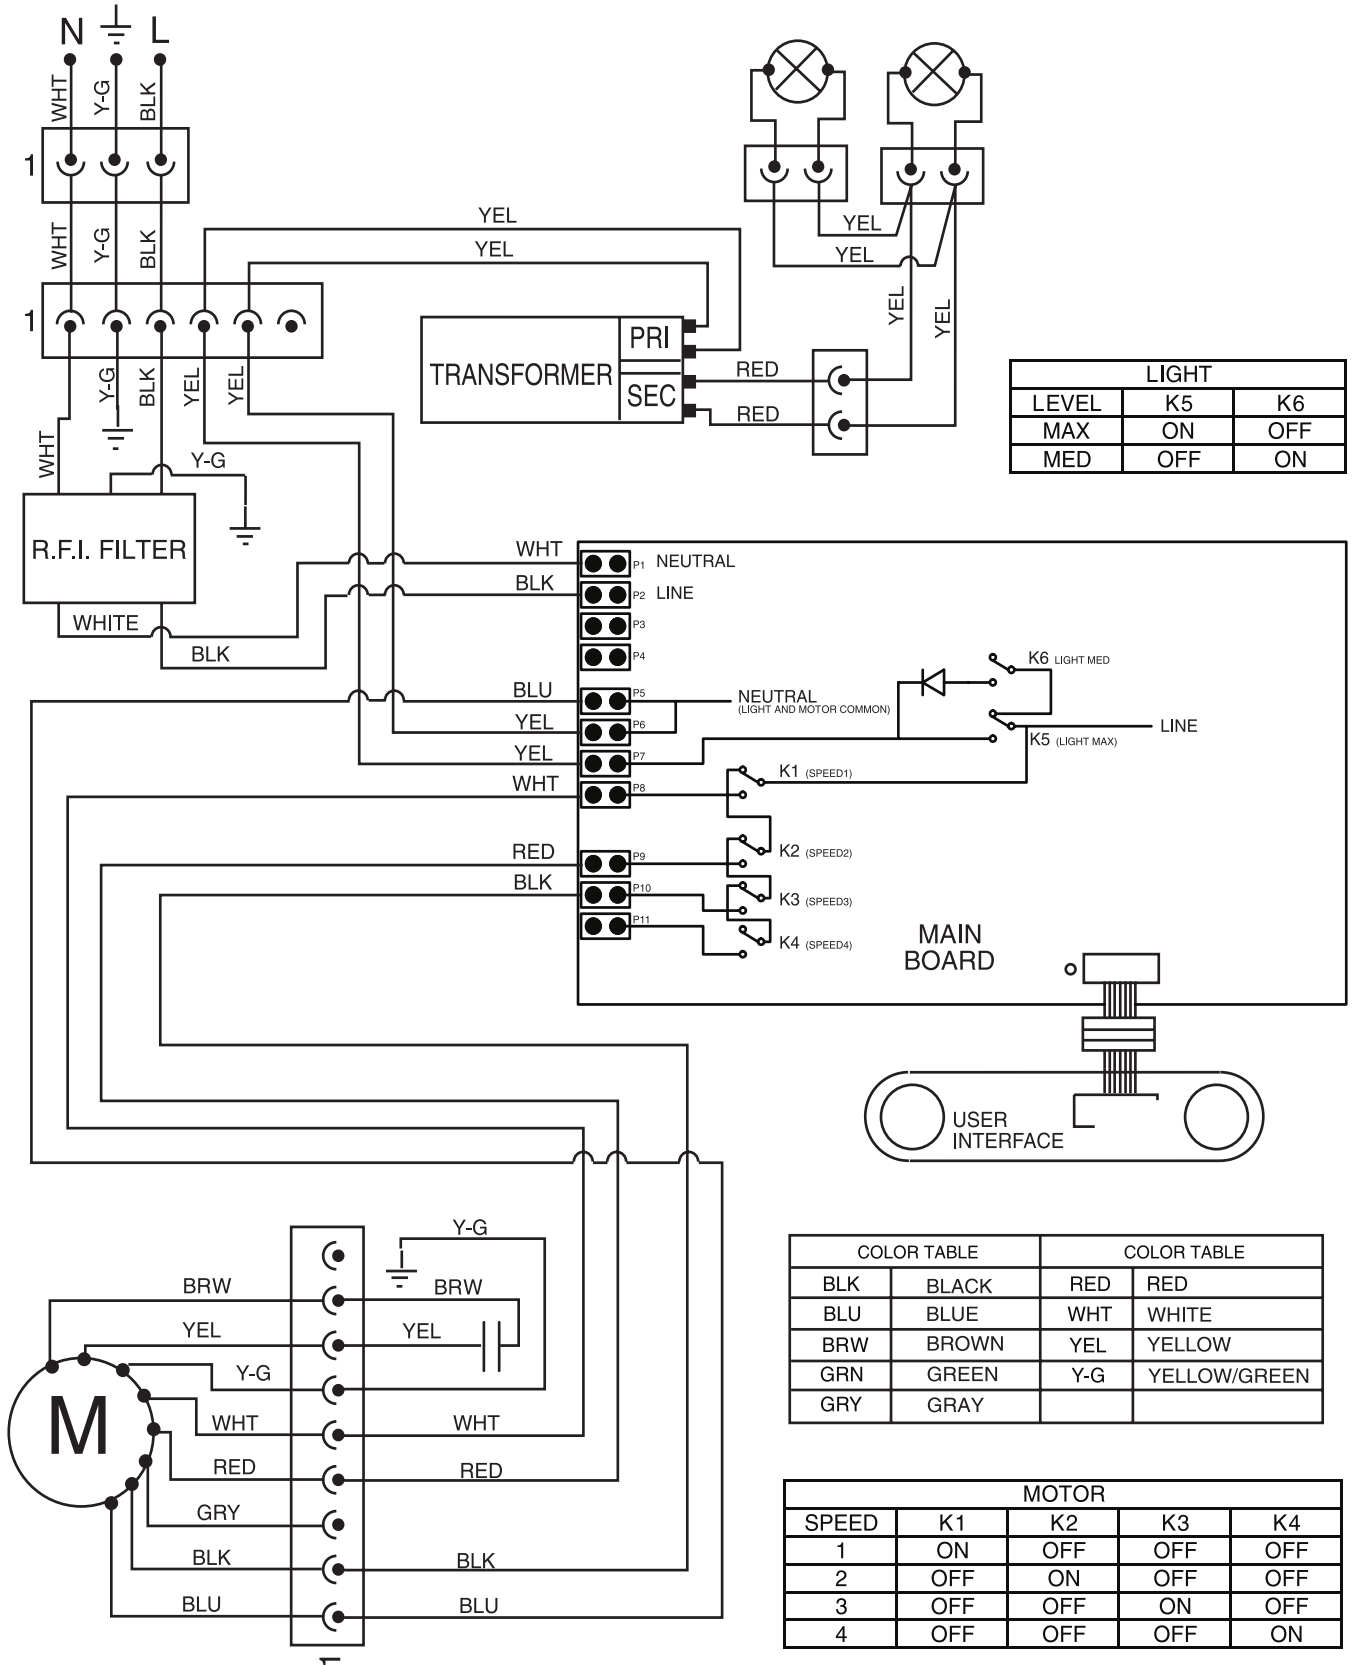 N L
WHT Y-G BLK
1
WHT Y-G BLK
YEL
YEL
1
YEL
YEL
YEL YEL
TRANSFORMER PRI
SEC
RED
RED
Y-G BLK YEL YEL
WHT
Y-G
R.F.I. FILTER
WHITE
BLK
LIGHT
LEVEL K5 K6
MAX ON OFF
MED OFF ON
WHT P1 NEUTRAL
BLK P2 LINE
P3
P4
BLU P5 NEUTRAL
(LIGHT AND MOTOR COMMON)
YEL P6
YEL P7
WHT P8
RED P9
BLK P10
P11
K6 LIGHT MED
LINE
K5 (LIGHT MAX)
K1 (SPEED1)
K2 (SPEED2)
K3 (SPEED3)
K4 (SPEED4)
MAIN
BOARD
USER
INTERFACE
Y-G
BRW BRW
YEL YEL
Y-G
M
WHT WHT
RED RED
GRY
BLK BLK
BLU BLU
1
COLOR TABLE COLOR TABLE
BLK BLACK RED RED
BLU BLUE WHT WHITE
BRW BROWN YEL YELLOW
GRN GREEN Y-G YELLOW/GREEN
GRY GRAY
MOTOR
SPEED K1 K2 K3 K4
1 ON OFF OFF OFF
2 OFF ON OFF OFF
3 OFF OFF ON OFF
4 OFF OFF OFF ON